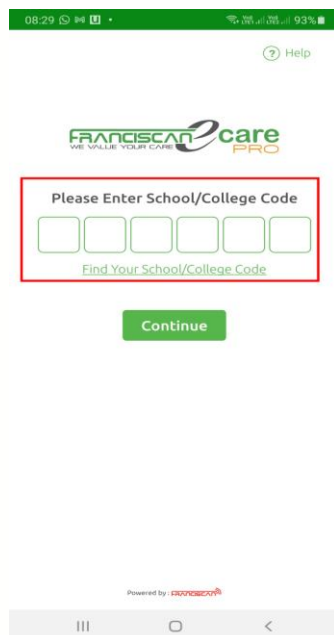 08:29 93%
Help
FRANCISCAN e care
WE VALUE YOUR CARE PRO
Please Enter School/College Code
Find Your School/College Code
Continue
Powered by: FRANCISCAN